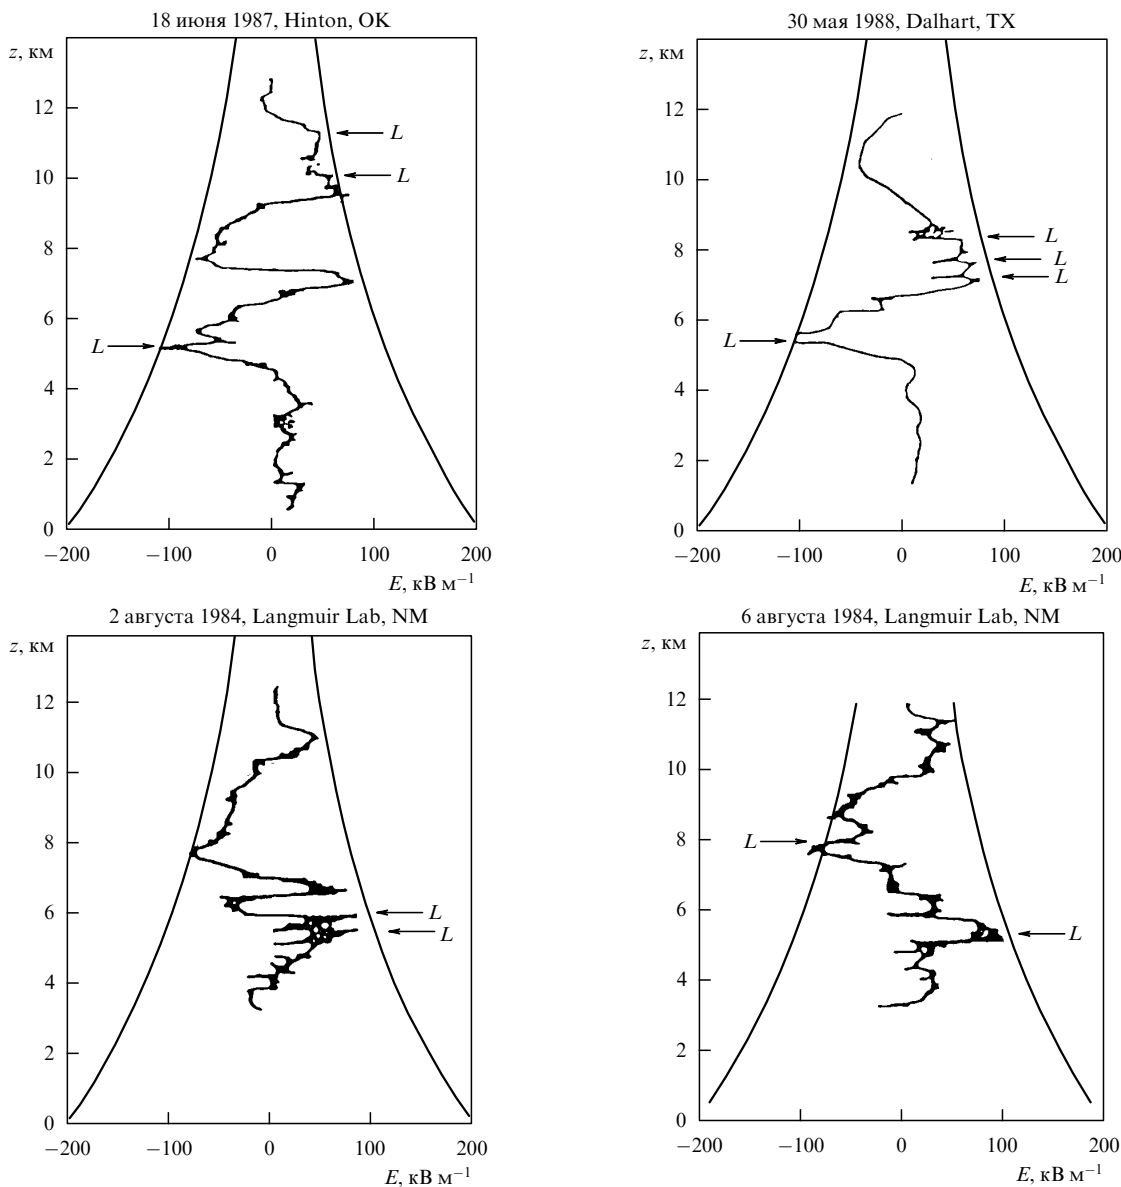 18 июня 1987, Hinton, OK
z, км
12
L
10
L
8
6
L
4
2
0
−200 −100 0 100 200
E, кВ м−1
30 мая 1988, Dalhart, TX
z, км
12
10
8
L
L
L
6
L
4
2
0
−200 −100 0 100 200
E, кВ м−1
2 августа 1984, Langmuir Lab, NM
z, км
12
10
8
6
L
L
4
2
0
−200 −100 0 100 200
E, кВ м−1
6 августа 1984, Langmuir Lab, NM
z, км
12
10
8
L
6
L
4
2
0
−200 −100 0 100 200
E, кВ м−1